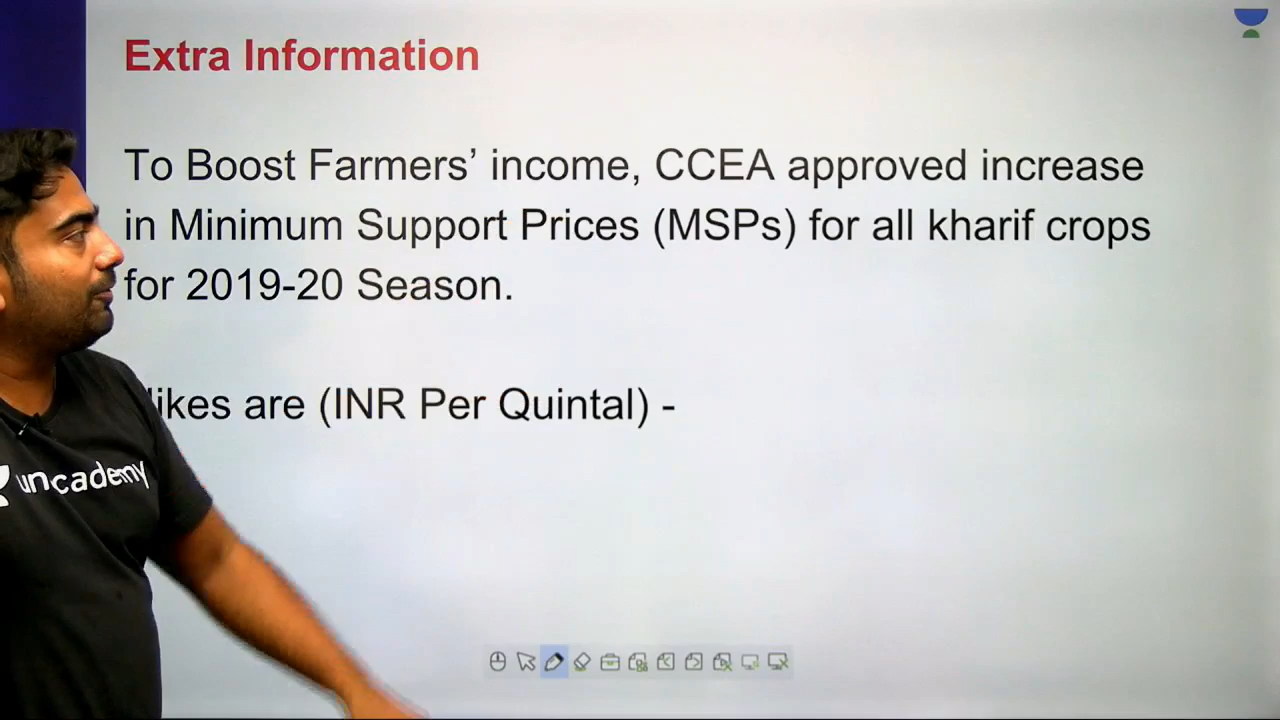 Extra Information
To Boost Farmers’ income, CCEA approved increase
in Minimum Support Prices (MSPs) for all kharif crops
for 2019-20 Season.
are (INR Per Quintal) -
uncademy